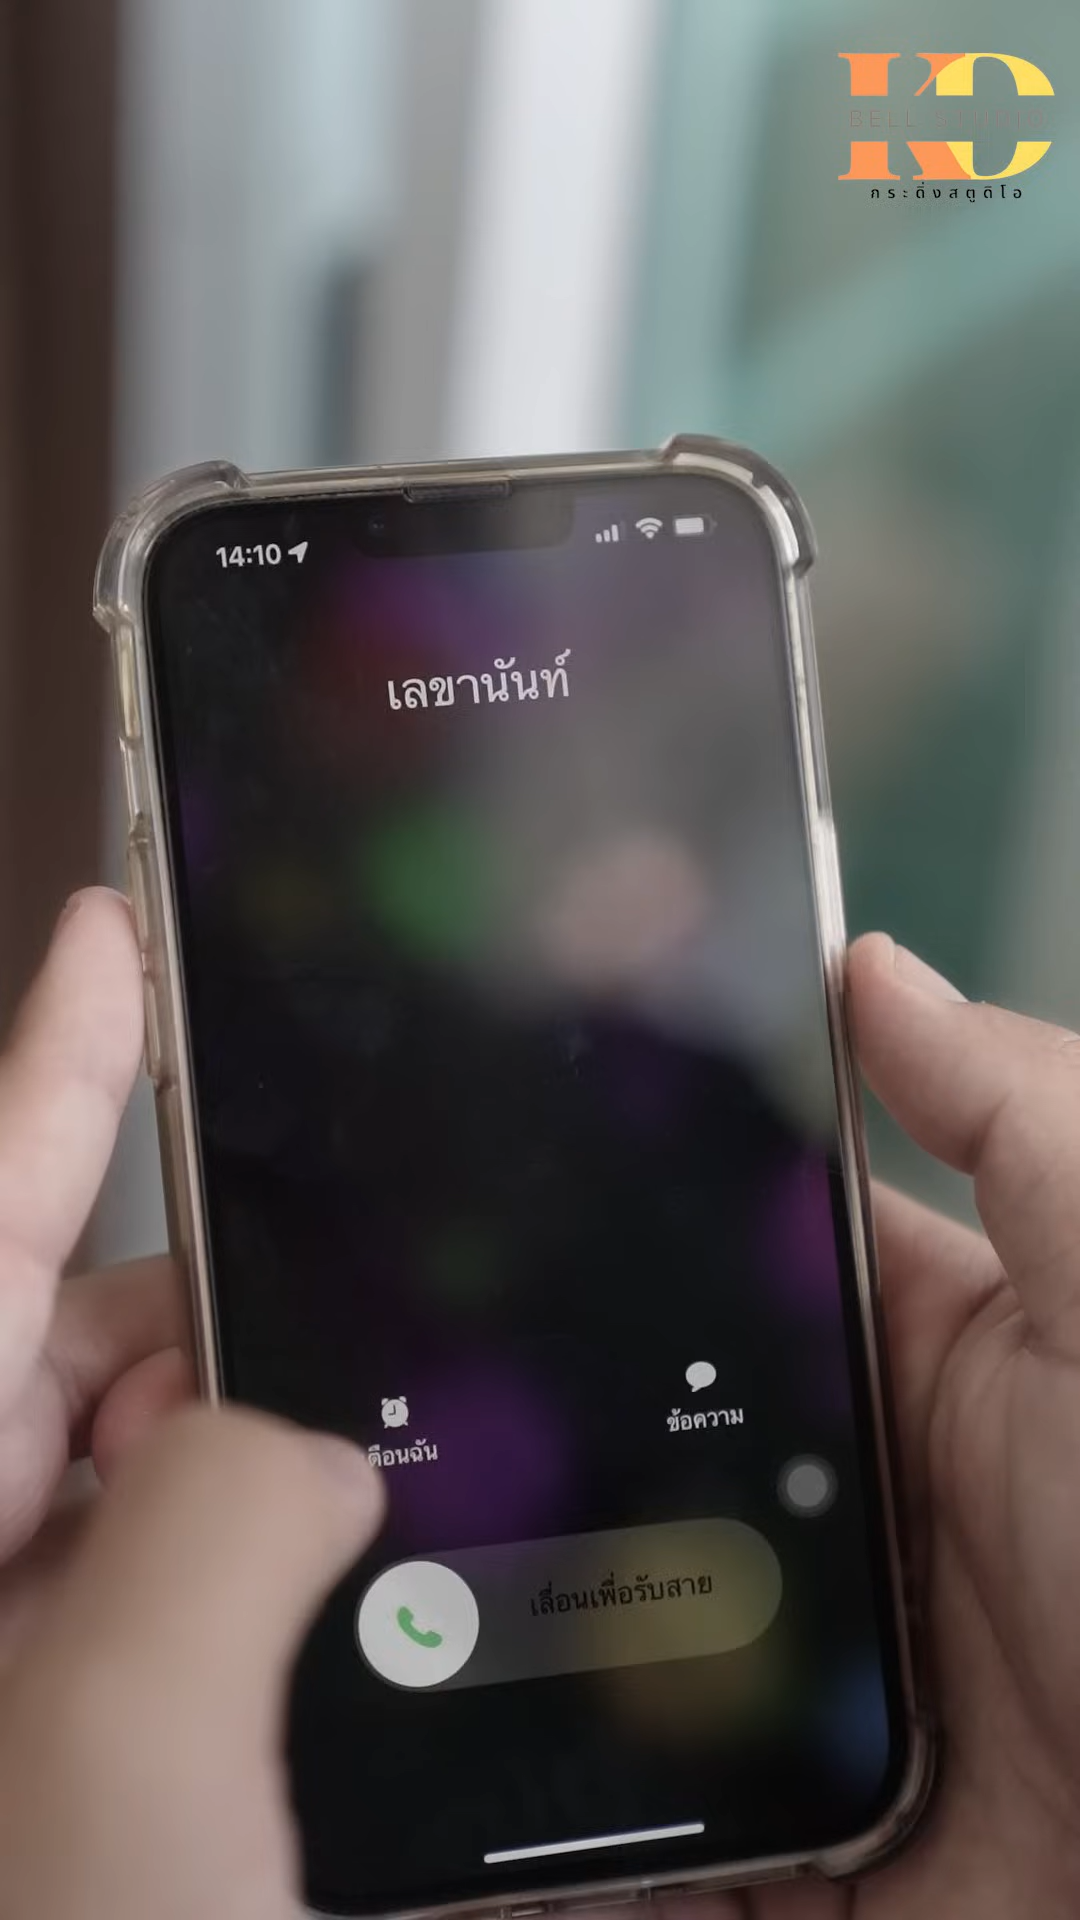 KO
BELL STUDIO
กระดิ่งสตูดิโอ
14:10
เลขานันท์
เตือนฉัน
ข้อความ
เลื่อนเพื่อรับสาย